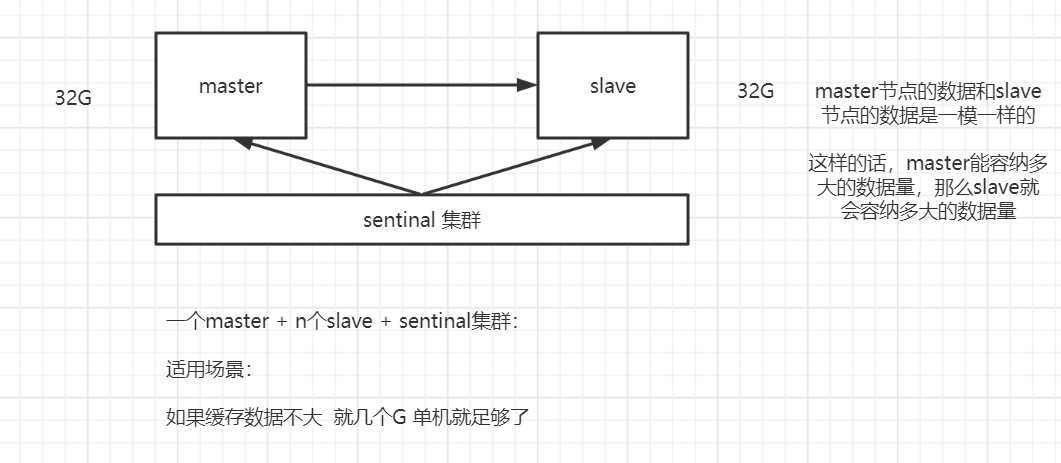 32G
master
slave
32G
master节点的数据和slave
节点的数据是一模一样的
这样的话，master能容纳多
大的数据量，那么slave就
会容纳多大的数据量
sentinal 集群
一个master + n个slave + sentinal集群：
适用场景：
如果缓存数据不大 就几个G 单机就足够了